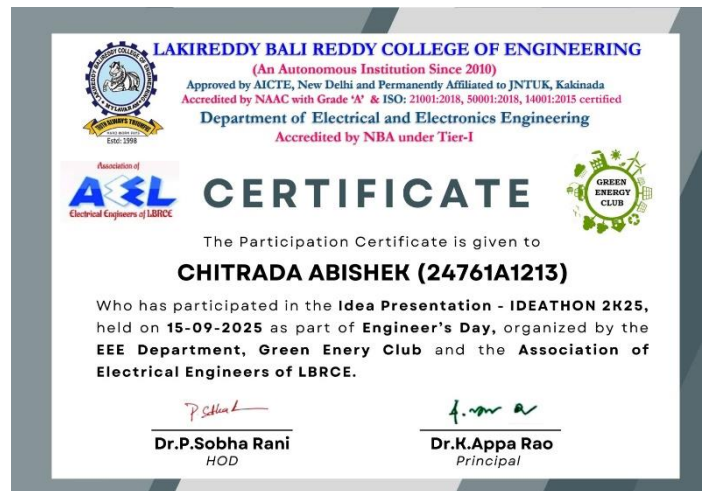 LAKIREDDY BALI REDDY COLLEGE OF ENGINEERING
(An Autonomous Institution Since 2010)
Approved by AICTE, New Delhi and Permanently Affiliated to JNTUK, Kakinada
Accredited by NAAC with Grade ‘A’ & ISO: 21001:2018, 50001:2018, 14001:2015 certified
Department of Electrical and Electronics Engineering
Accredited by NBA under Tier-I
Estd: 1998
Association of
AEEL
Electrical Engineers of LBRCE
CERTIFICATE
GREEN
ENERGY
CLUB
The Participation Certificate is given to
CHITRADA ABISHEK (24761A1213)
Who has participated in the Idea Presentation - IDEATHON 2K25,
held on 15-09-2025 as part of Engineer’s Day, organized by the
EEE Department, Green Enery Club and the Association of
Electrical Engineers of LBRCE.
Dr.P.Sobha Rani
HOD
Dr.K.Appa Rao
Principal